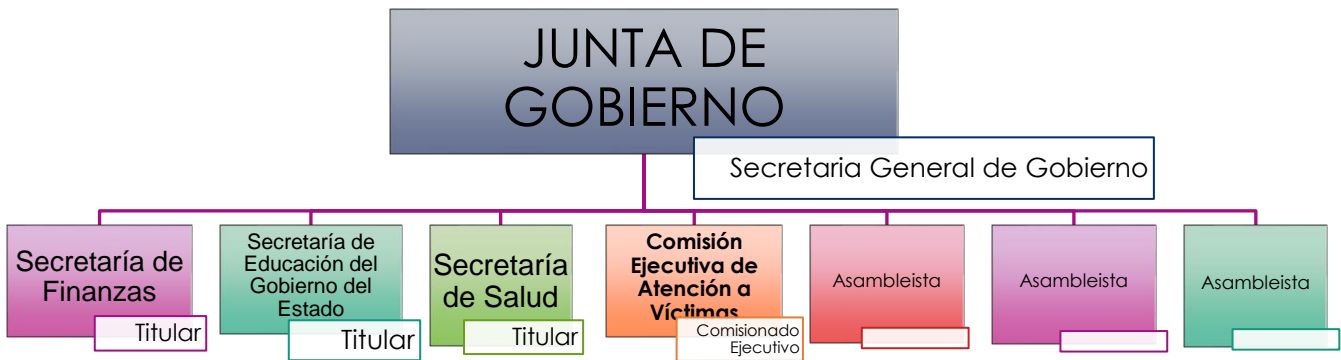 JUNTA DE
GOBIERNO
Secretaria General de Gobierno
Secretaría de
Finanzas
Titular
Secretaría de
Educación del
Gobierno del
Estado
Titular
Secretaría
de Salud
Titular
Comisión
Ejecutiva de
Atención a
Víctimas
Comisionado
Ejecutivo
Asambleista
Asambleista
Asambleista